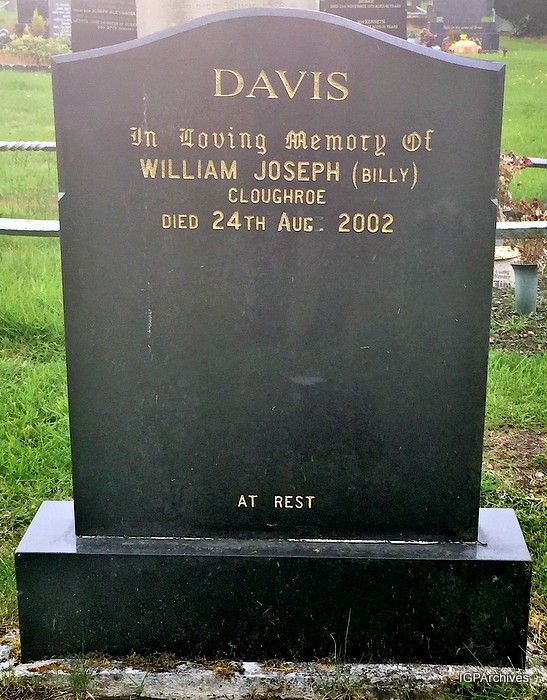 DAVIS
In Loving Memory Of
WILLIAM JOSEPH (BILLY)
CLOUGHROE
DIED 24TH AUG. 2002
AT REST
IGPArchives